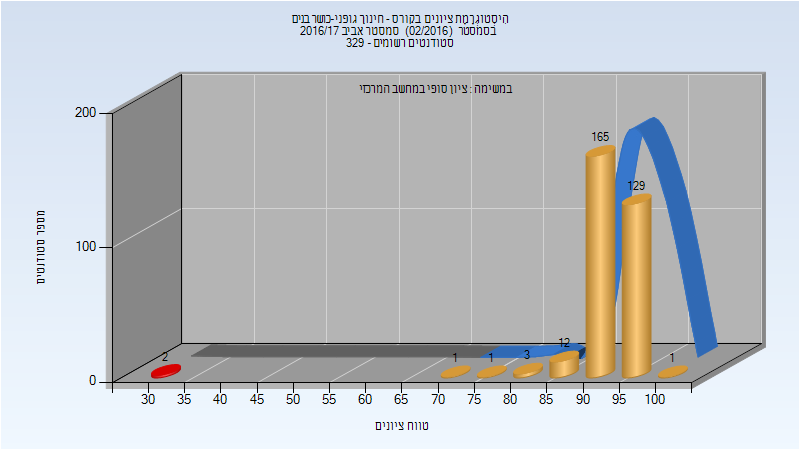 היסטוגרמת ציונים בקורס - חינוך גופני-כושר בנים
בסמסטר (02/2016) סמסטר אביב 2016/17
סטודנטים רשומים - 329
במשימה : ציון סופי במחשב המרכזי
מספר סטודנטים
200
100
0
2
1
1
3
12
165
129
1
30 35 40 45 50 55 60 65 70 75 80 85 90 95 100
טווח ציונים